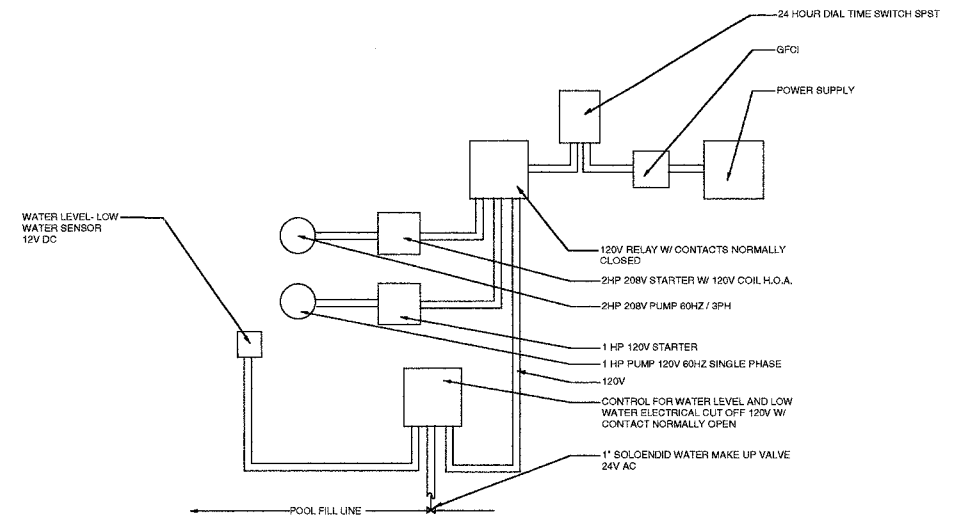 24 HOUR DIAL TIME SWITCH SPST
GFCI
POWER SUPPLY
WATER LEVEL- LOW
WATER SENSOR
12V DC
120V RELAY W/ CONTACTS NORMALLY
CLOSED
2HP 208V STARTER W/ 120V COIL H.O.A.
2HP 208V PUMP 60HZ / 3PH
1 HP 120V STARTER
1 HP PUMP 120V 60HZ SINGLE PHASE
120V
CONTROL FOR WATER LEVEL AND LOW
WATER ELECTRICAL CUT OFF 120V W/
CONTACT NORMALLY OPEN
1" SOLOENDID WATER MAKE UP VALVE
24V AC
POOL FILL LINE